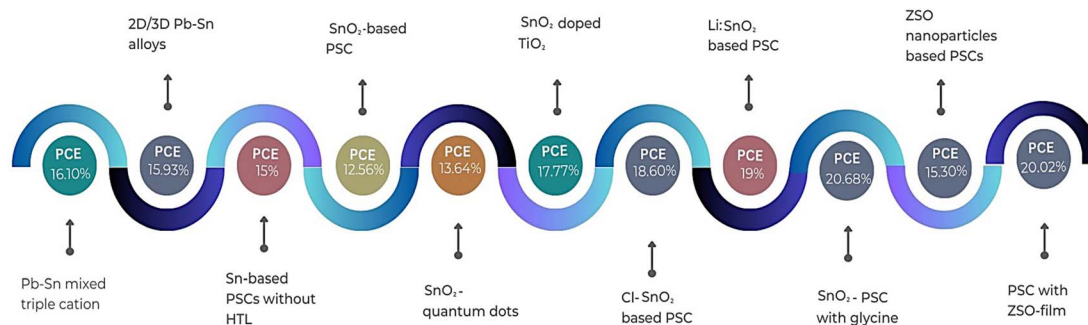 2D/3D Pb-Sn
alloys
SnO₂-based
PSC
SnO₂ doped
TiO₂
Li:SnO₂
based PSC
ZSO
nanoparticles
based PSCs
PCE
16.10%
PCE
15.93%
PCE
15%
PCE
12.56%
PCE
13.64%
PCE
17.77%
PCE
18.60%
PCE
19%
PCE
20.68%
PCE
15.30%
PCE
20.02%
Pb-Sn mixed
triple cation
Sn-based
PSCs without
HTL
SnO₂-
quantum dots
Cl-SnO₂
based PSC
SnO₂- PSC
with glycine
PSC with
ZSO-film